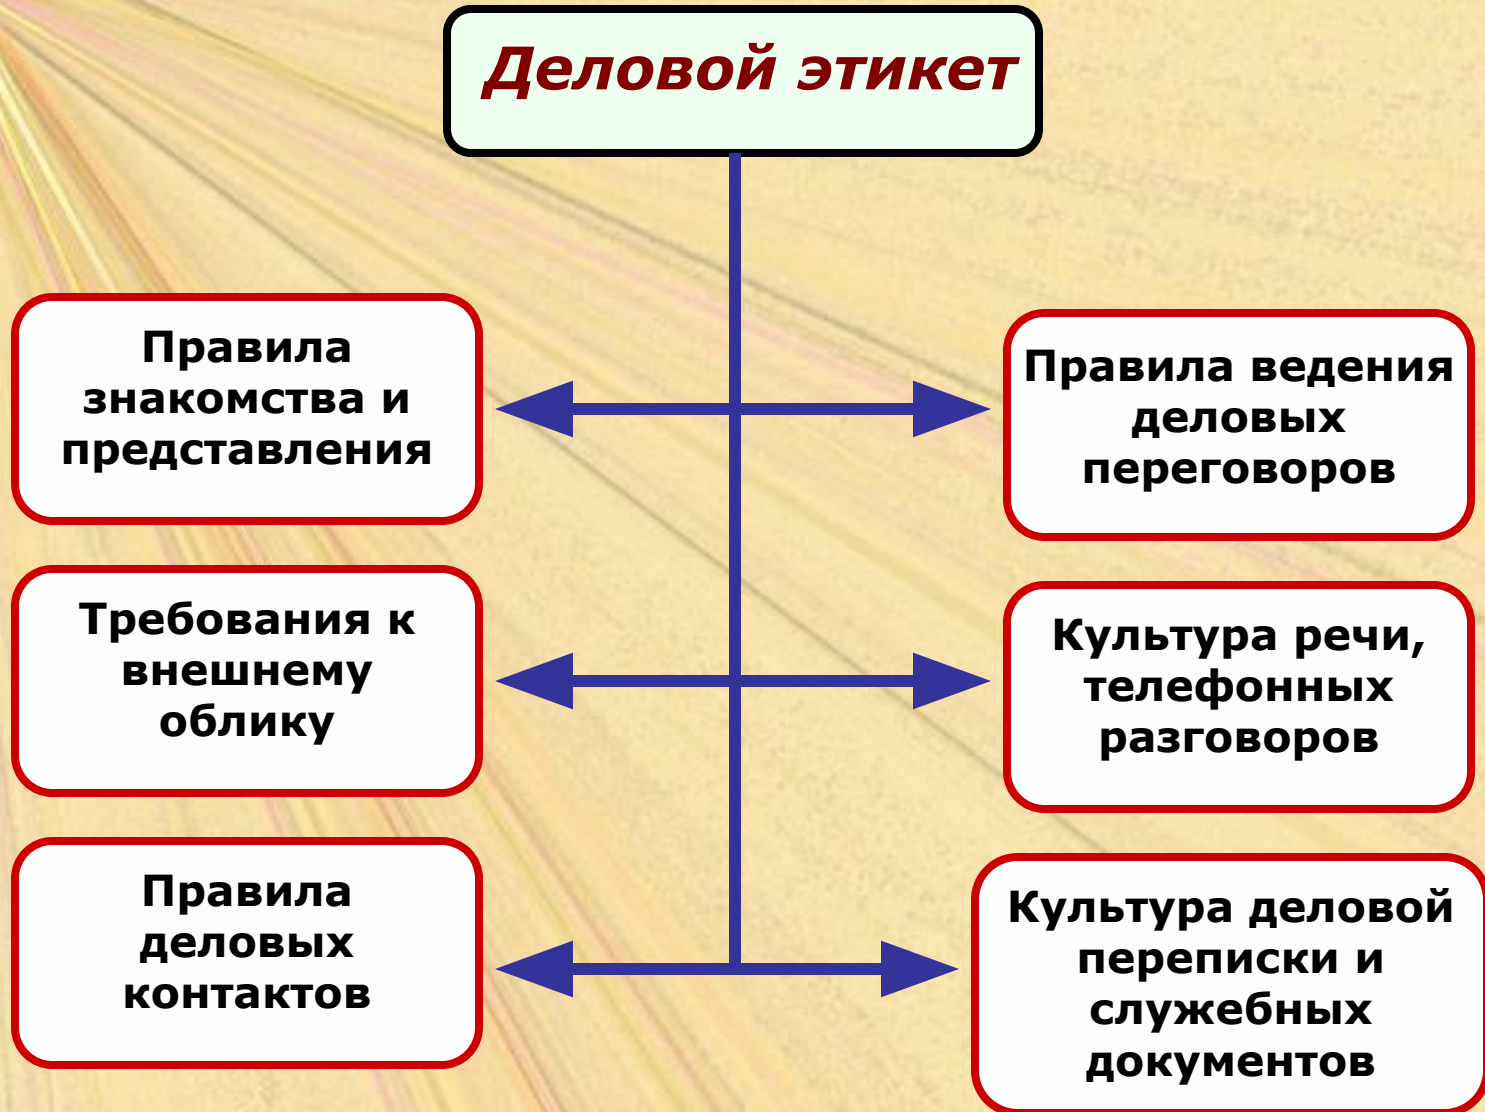 Деловой этикет
Правила
знакомства и
представления
Правила ведения
деловых
переговоров
Требования к
внешнему
облику
Культура речи,
телефонных
разговоров
Правила
деловых
контактов
Культура деловой
переписки и
служебных
документов